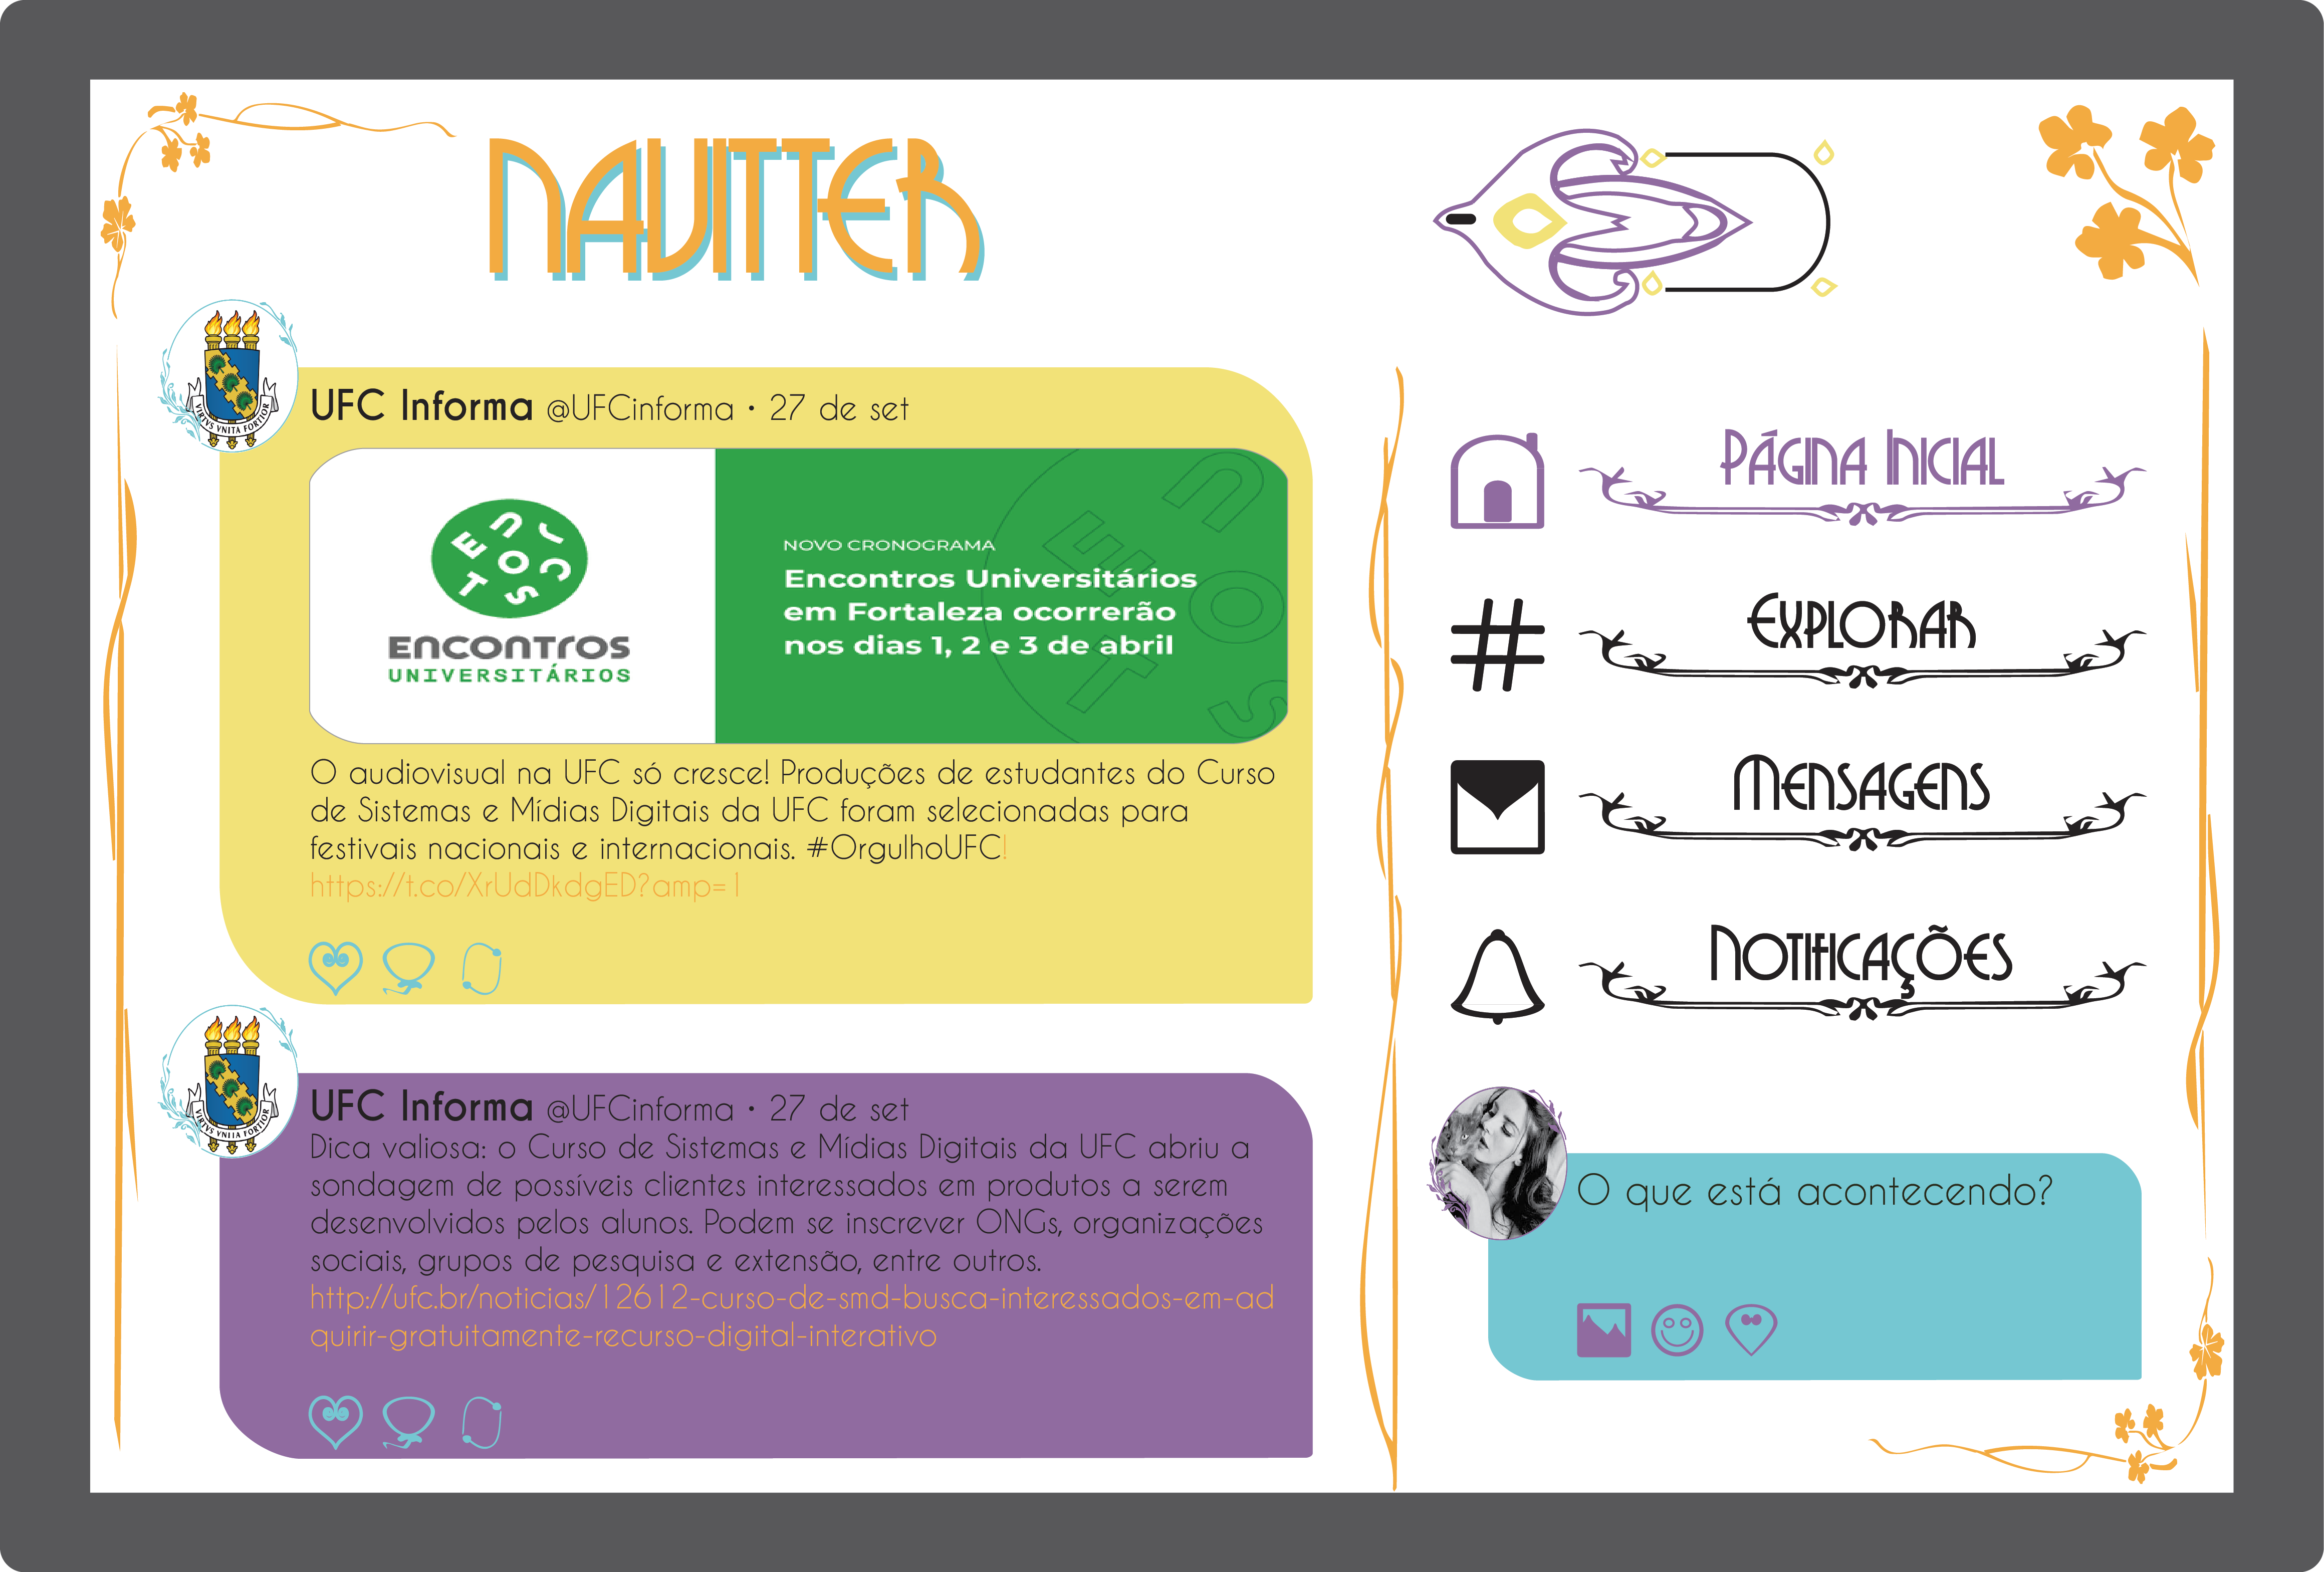 NAVITTER
UFC Informa @UFCinforma • 27 de set
ENCONTROS
ENCONTROS
UNIVERSITÁRIOS
NOVO CRONOGRAMA
Encontros Universitários
em Fortaleza ocorrerão
nos dias 1, 2 e 3 de abril
O audiovisual na UFC só cresce! Produções de estudantes do Curso
de Sistemas e Mídias Digitais da UFC foram selecionadas para
festivais nacionais e internacionais. #OrgulhoUFC!
https://t.co/XrUdDkdgED?amp=1
VIRTVS VNITA FORTIOR
UFC Informa @UFCinforma • 27 de set
Dica valiosa: o Curso de Sistemas e Mídias Digitais da UFC abriu a
sondagem de possíveis clientes interessados em produtos a serem
desenvolvidos pelos alunos. Podem se inscrever ONGs, organizações
sociais, grupos de pesquisa e extensão, entre outros.
http://ufc.br/noticias/12612-curso-de-smd-busca-interessados-em-ad
quirir-gratuitamente-recurso-digital-interativo
VIRTVS VNITA FORTIOR
Página Inicial
#
Explorar
Mensagens
Notificações
O que está acontecendo?